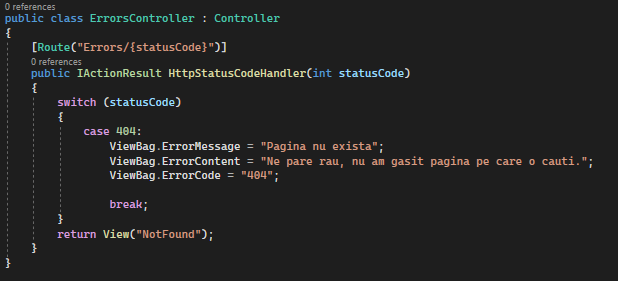 0 references
public class ErrorsController : Controller
{
[Route("Errors/{statusCode}")]
0 references
public IActionResult HttpStatusCodeHandler(int statusCode)
{
switch (statusCode)
{
case 404:
ViewBag.ErrorMessage = "Pagina nu exista";
ViewBag.ErrorContent = "Ne pare rau, nu am gasit pagina pe care o cauti.";
ViewBag.ErrorCode = "404";
break;
}
return View("NotFound");
}
}